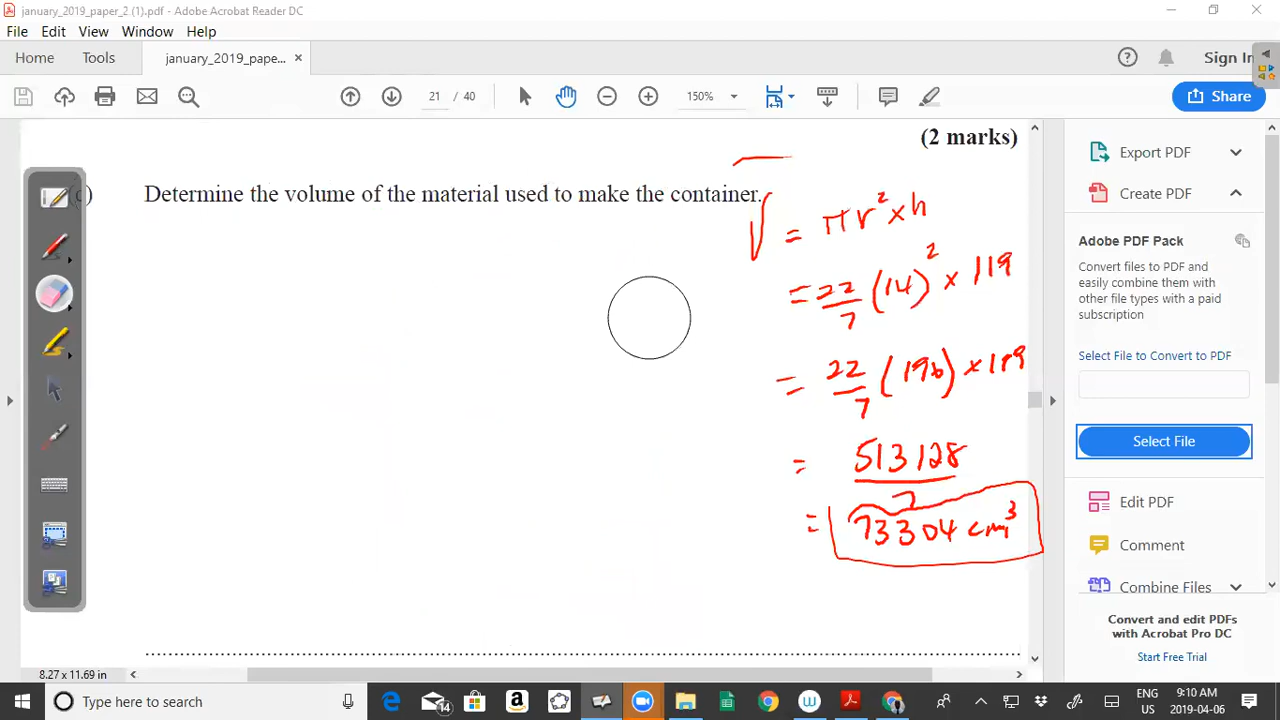 january_2019_paper_2 (1).pdf - Adobe Acrobat Reader DC
File Edit View Window Help
Home Tools january_2019_pape... × Sign In
21 / 40 150% Share
(2 marks)
(c) Determine the volume of the material used to make the container.
V = πr² × h
= 22/7 (14)² × 119
= 22/7 (196) × 119
= 513128/7
= 73304 cm³
Export PDF
Create PDF
Adobe PDF Pack
Convert files to PDF and
easily combine them with
other file types with a paid
subscription
Select File to Convert to PDF
Select File
Edit PDF
Comment
Combine Files
Convert and edit PDFs
with Acrobat Pro DC
Start Free Trial
8.27 x 11.69 in
Type here to search
14
ENG
US
9:10 AM
2019-04-06